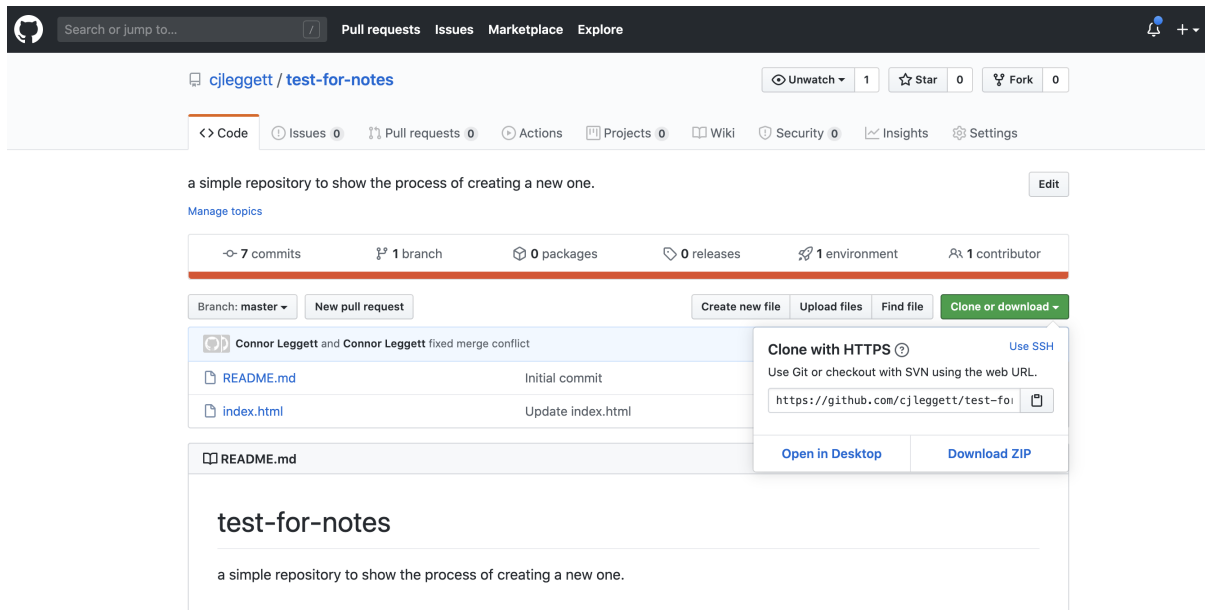 Search or jump to... / Pull requests Issues Marketplace Explore
cjleggett / test-for-notes Unwatch 1 Star 0 Fork 0
Code Issues 0 Pull requests 0 Actions Projects 0 Wiki Security 0 Insights Settings
a simple repository to show the process of creating a new one. Edit
Manage topics
7 commits 1 branch 0 packages 0 releases 1 environment 1 contributor
Branch: master New pull request Create new file Upload files Find file Clone or download
Connor Leggett and Connor Leggett fixed merge conflict
README.md Initial commit
index.html Update index.html
Clone with HTTPS ? Use SSH
Use Git or checkout with SVN using the web URL.
https://github.com/cjleggett/test-for
Open in Desktop Download ZIP
README.md
test-for-notes
a simple repository to show the process of creating a new one.